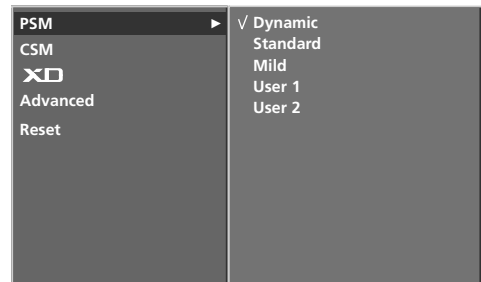 PSM ►
CSM
XD
Advanced
Reset
√ Dynamic
Standard
Mild
User 1
User 2